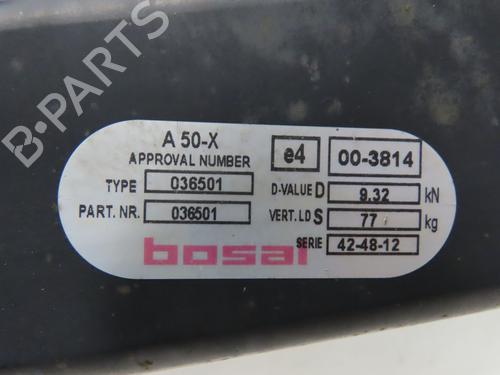 A 50-X
APPROVAL NUMBER
e4
00-3814
TYPE 036501
D-VALUE D 9.32 kN
PART. NR. 036501
VERT. LD S 77 kg
SERIE 42-48-12
bosal
B-PARTS